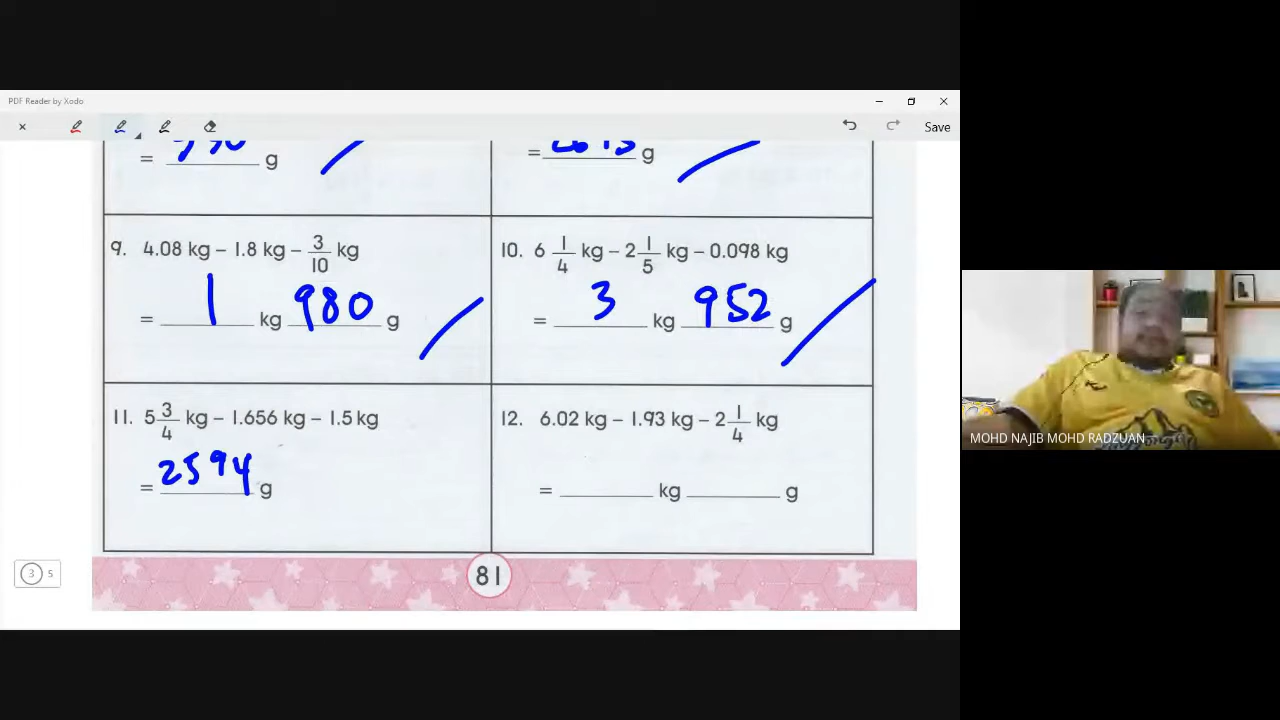 PDF Reader by Xodo
Save
= g
= g
9. 4.08 kg – 1.8 kg – 3/10 kg
= 1 kg 980 g
10. 6 1/4 kg – 2 1/5 kg – 0.098 kg
= 3 kg 952 g
11. 5 3/4 kg – 1.656 kg – 1.5 kg
= 2594 g
12. 6.02 kg – 1.93 kg – 2 1/4 kg
= ________ kg ________ g
3 5
81
MOHD NAJIB MOHD RADZUAN